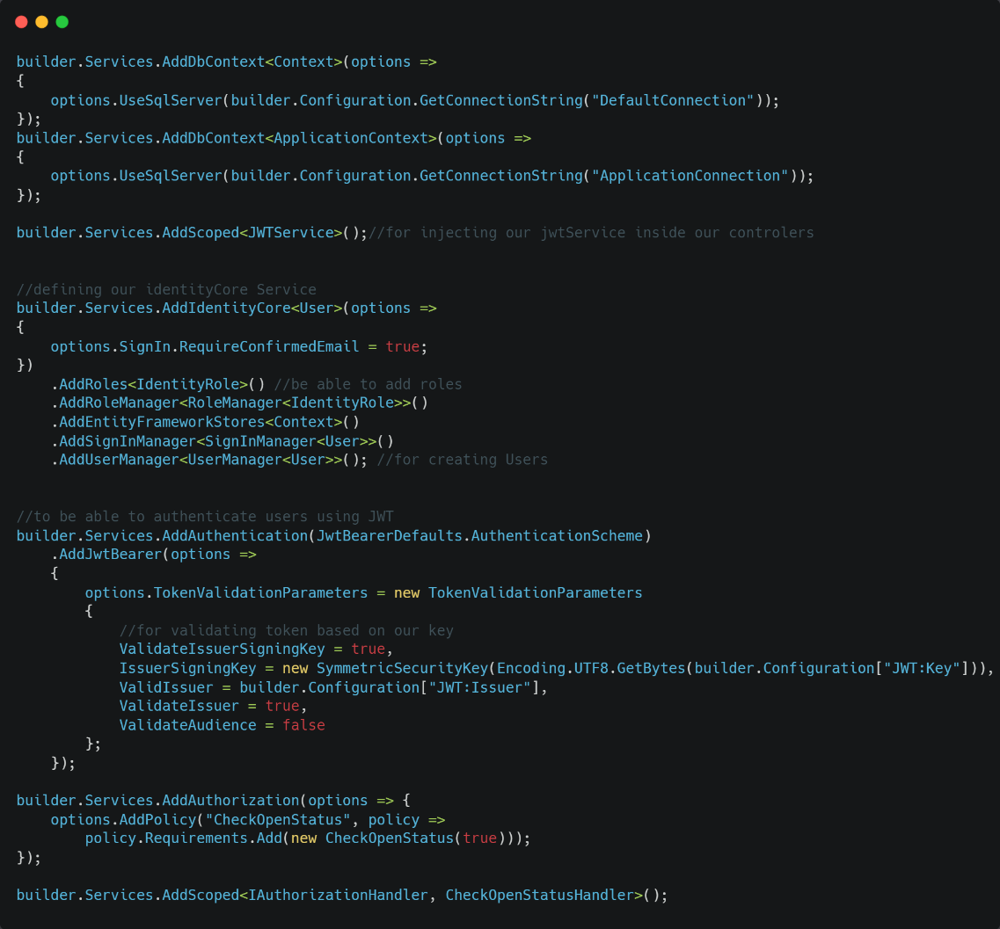 builder.Services.AddDbContext<Context>(options =>
{
    options.UseSqlServer(builder.Configuration.GetConnectionString("DefaultConnection"));
});
builder.Services.AddDbContext<ApplicationContext>(options =>
{
    options.UseSqlServer(builder.Configuration.GetConnectionString("ApplicationConnection"));
});

builder.Services.AddScoped<JWTService>();//for injecting our jwtService inside our controlers


//defining our identityCore Service
builder.Services.AddIdentityCore<User>(options =>
{
    options.SignIn.RequireConfirmedEmail = true;
})
    .AddRoles<IdentityRole>() //be able to add roles
    .AddRoleManager<RoleManager<IdentityRole>>()
    .AddEntityFrameworkStores<Context>()
    .AddSignInManager<SignInManager<User>>()
    .AddUserManager<UserManager<User>>(); //for creating Users


//to be able to authenticate users using JWT
builder.Services.AddAuthentication(JwtBearerDefaults.AuthenticationScheme)
    .AddJwtBearer(options =>
    {
        options.TokenValidationParameters = new TokenValidationParameters
        {
            //for validating token based on our key
            ValidateIssuerSigningKey = true,
            IssuerSigningKey = new SymmetricSecurityKey(Encoding.UTF8.GetBytes(builder.Configuration["JWT:Key"])),
            ValidIssuer = builder.Configuration["JWT:Issuer"],
            ValidateIssuer = true,
            ValidateAudience = false
        };
    });

builder.Services.AddAuthorization(options => {
    options.AddPolicy("CheckOpenStatus", policy =>
        policy.Requirements.Add(new CheckOpenStatus(true)));
});

builder.Services.AddScoped<IAuthorizationHandler, CheckOpenStatusHandler>();